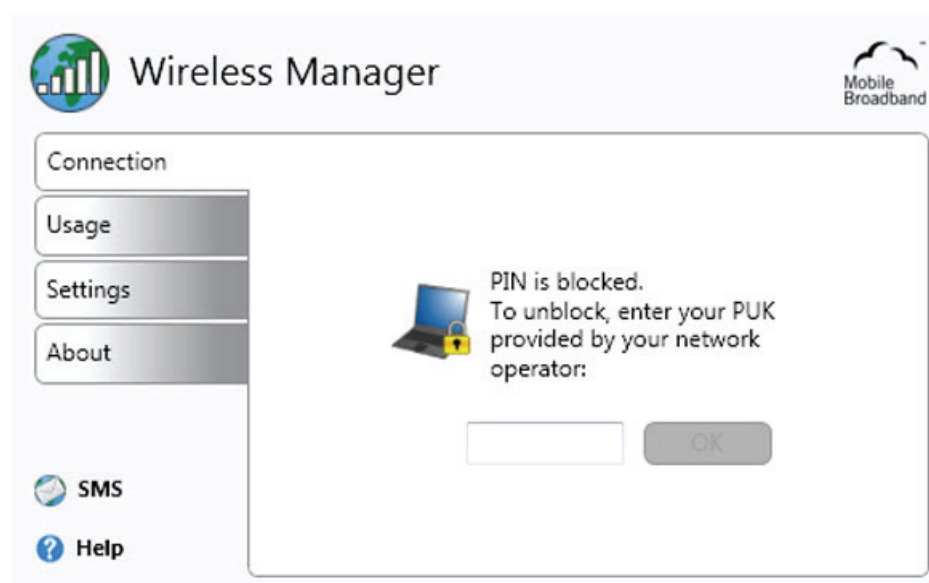 Wireless Manager
Mobile
Broadband
Connection
Usage
Settings
About
PIN is blocked.
To unblock, enter your PUK
provided by your network
operator:
OK
SMS
Help